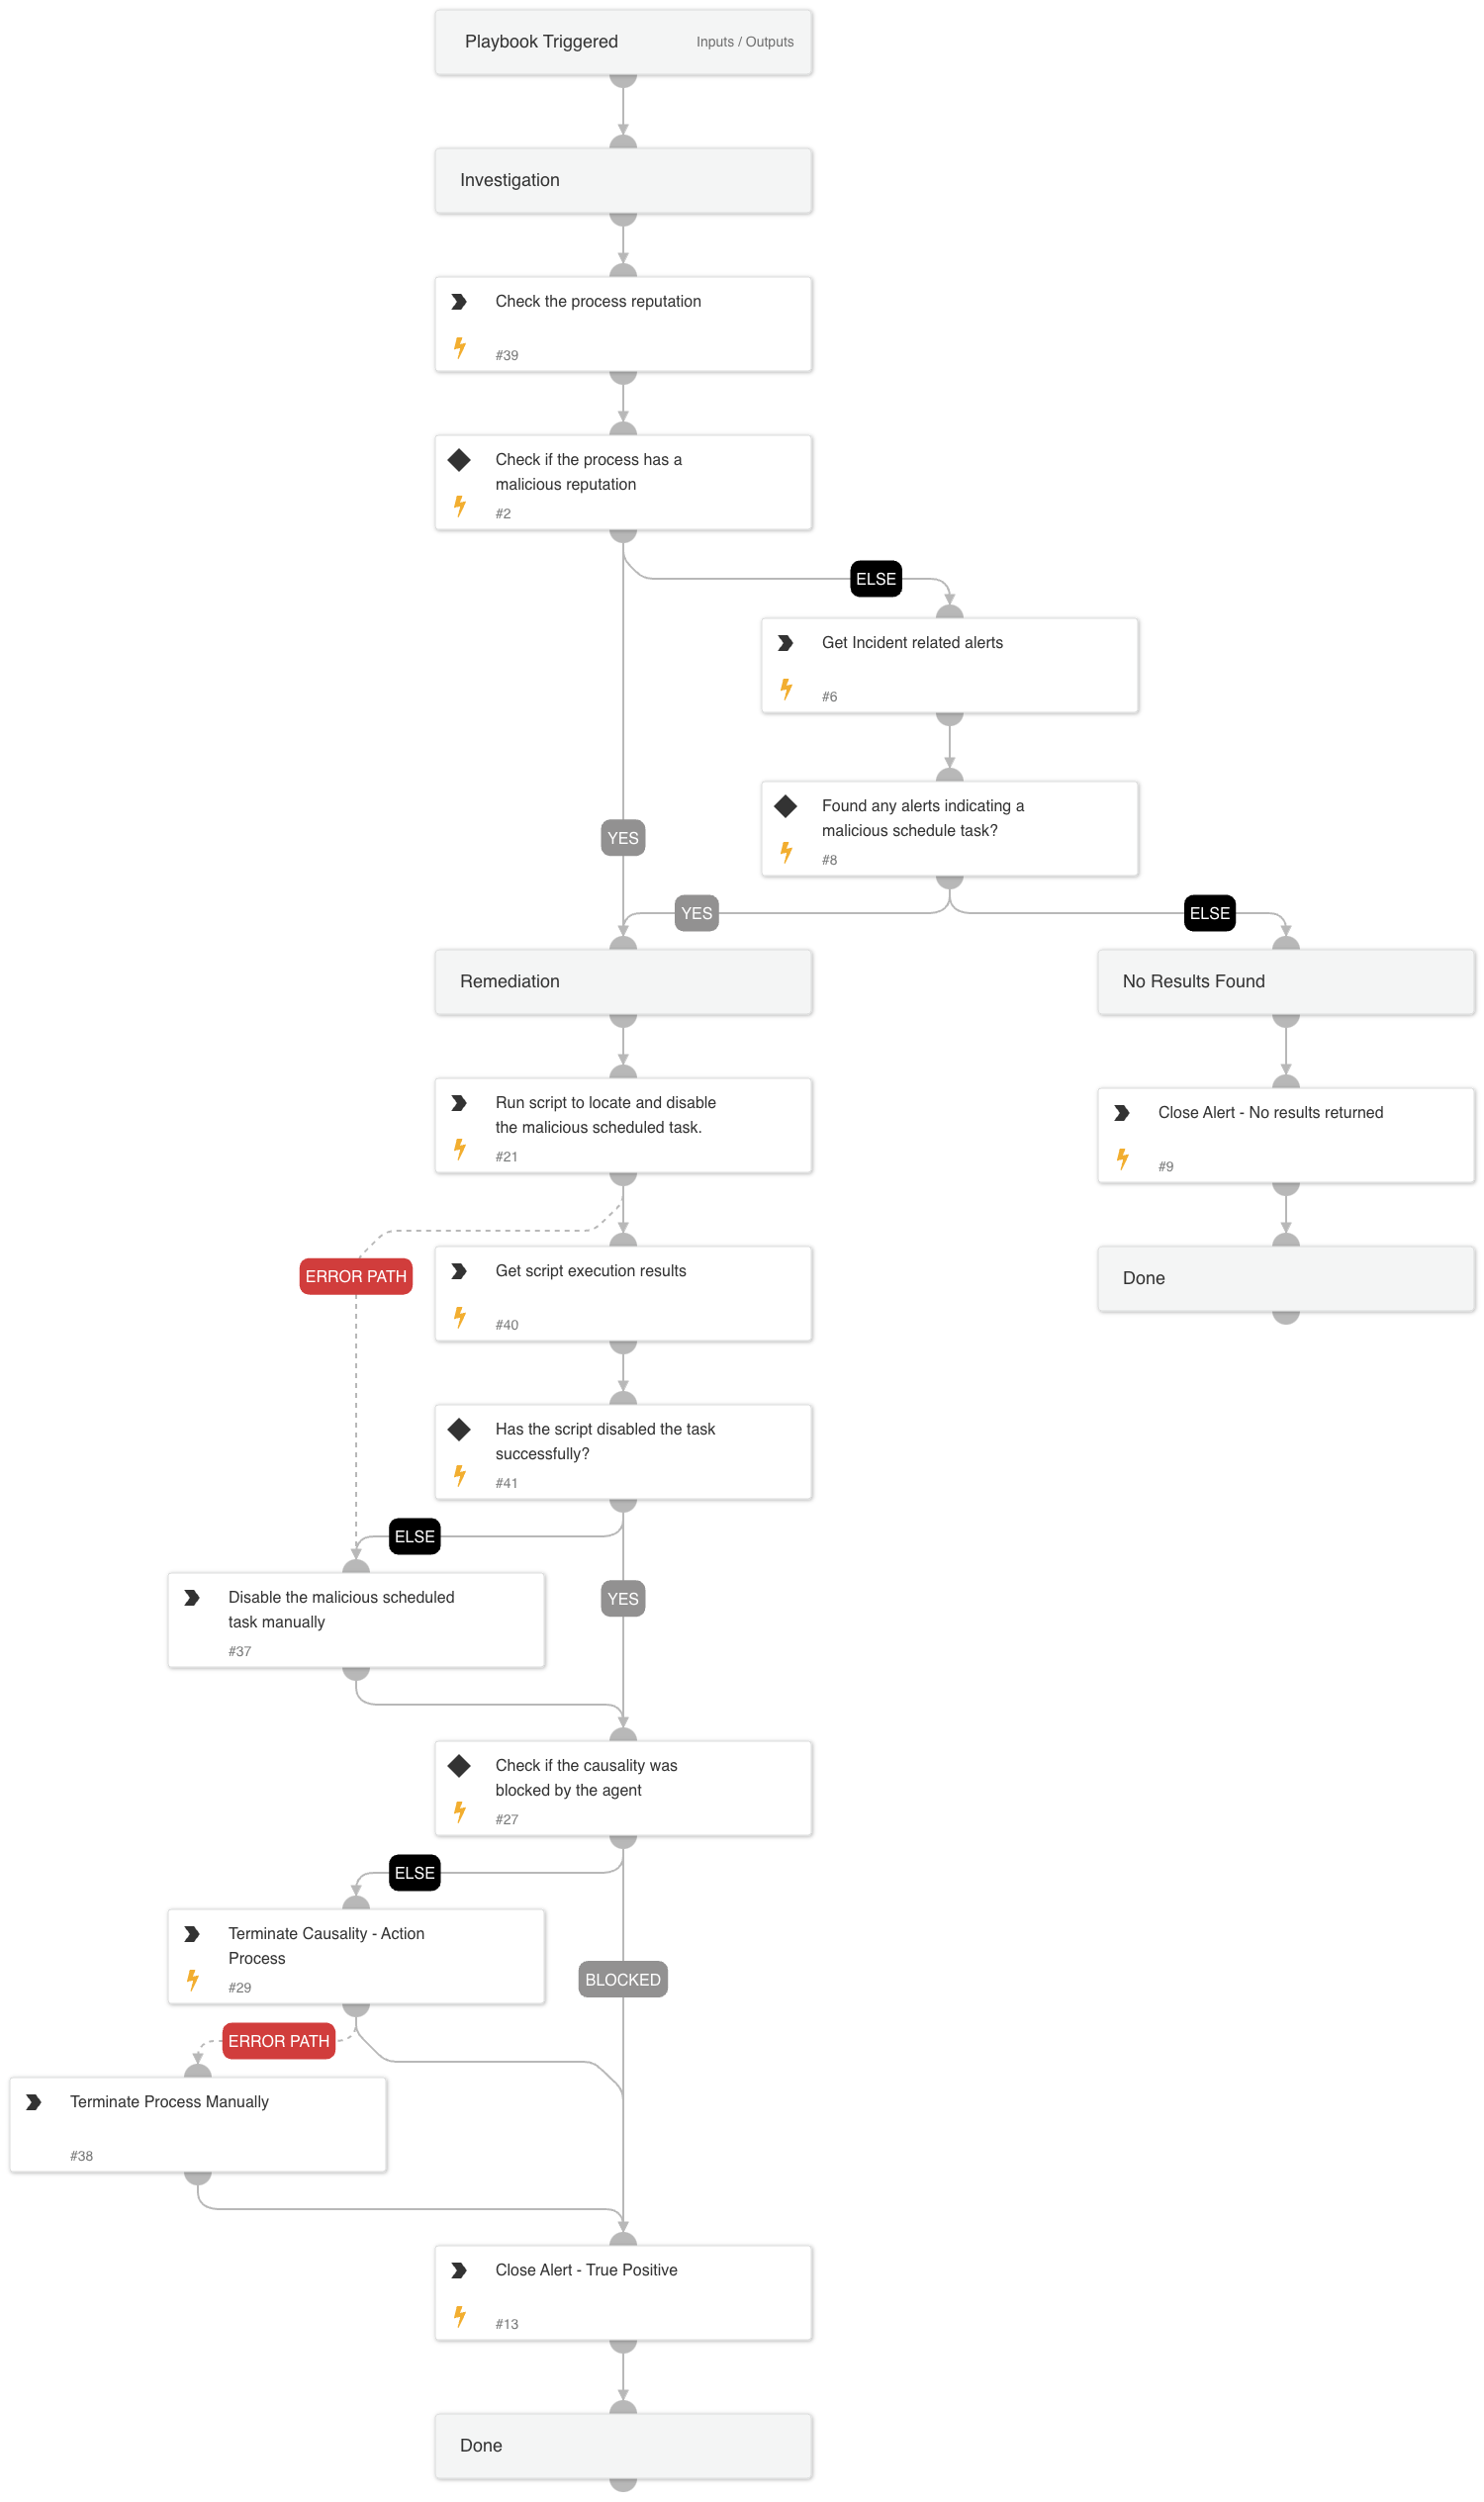 Playbook Triggered
Inputs / Outputs
Investigation
Check the process reputation
#39
Check if the process has a
malicious reputation
#2
ELSE
Get Incident related alerts
#6
Found any alerts indicating a
malicious schedule task?
#8
YES
YES
ELSE
Remediation
No Results Found
Run script to locate and disable
the malicious scheduled task.
#21
Close Alert - No results returned
#9
ERROR PATH
Get script execution results
#40
Done
Has the script disabled the task
successfully?
#41
ELSE
YES
Disable the malicious scheduled
task manually
#37
Check if the causality was
blocked by the agent
#27
ELSE
Terminate Causality - Action
Process
#29
BLOCKED
ERROR PATH
Terminate Process Manually
#38
Close Alert - True Positive
#13
Done